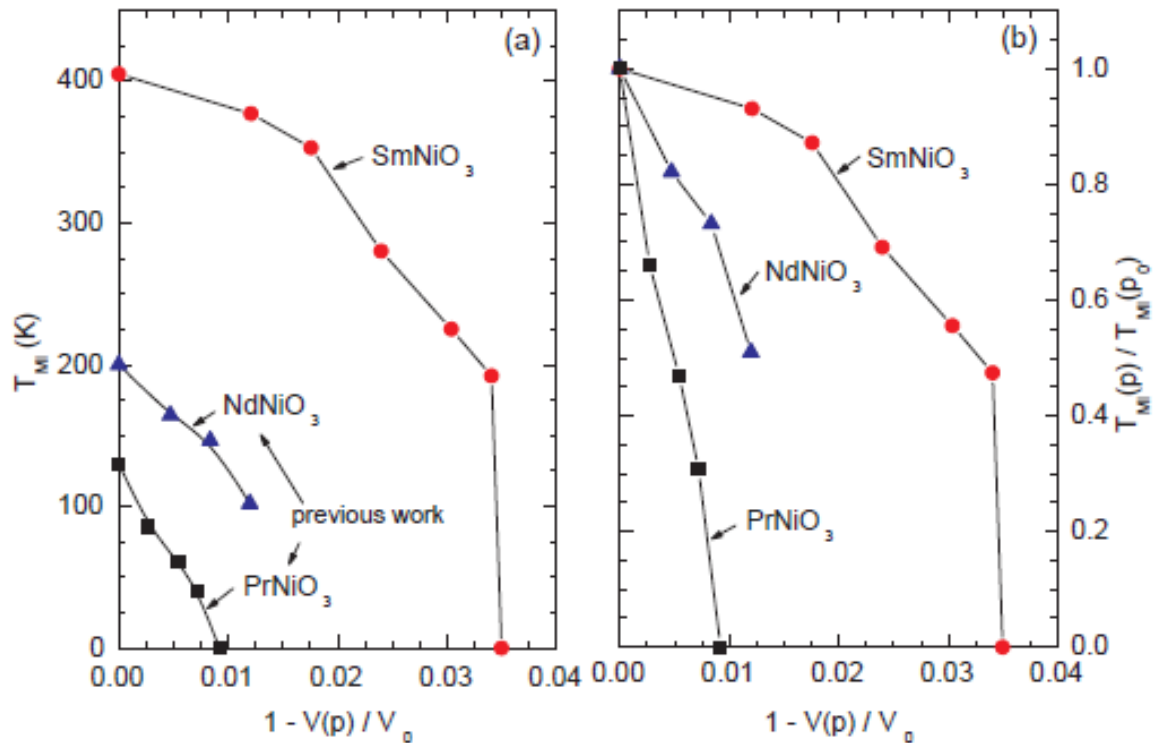 (a)
400
300
200
100
0
T_MI (K)
SmNiO₃
NdNiO₃
previous work
PrNiO₃
0.00 0.01 0.02 0.03 0.04
1 - V(p) / V₀
(b)
1.0
0.8
0.6
0.4
0.2
0.0
T_MI(p) / T_MI(p₀)
SmNiO₃
NdNiO₃
PrNiO₃
0.00 0.01 0.02 0.03 0.04
1 - V(p) / V₀